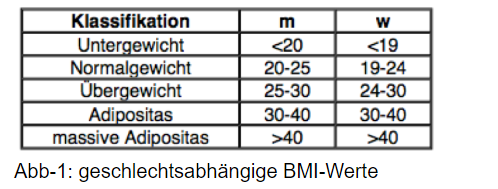 Klassifikation m w
Untergewicht <20 <19
Normalgewicht 20-25 19-24
Übergewicht 25-30 24-30
Adipositas 30-40 30-40
massive Adipositas >40 >40
Abb-1: geschlechtsabhängige BMI-Werte